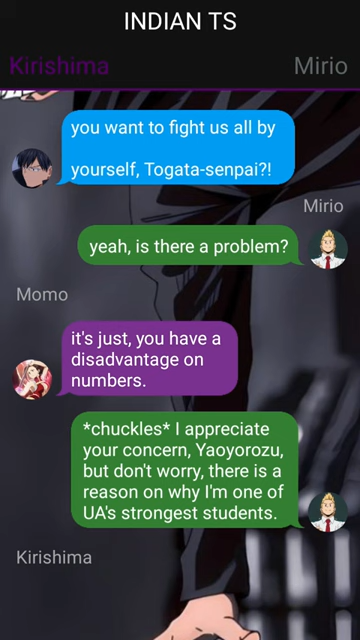 INDIAN TS
Kirishima
Mirio
you want to fight us all by
yourself, Togata-senpai?!
Mirio
yeah, is there a problem?
Momo
it's just, you have a
disadvantage on
numbers.
*chuckles* I appreciate
your concern, Yaoyorozu,
but don't worry, there is a
reason on why I'm one of
UA's strongest students.
Kirishima